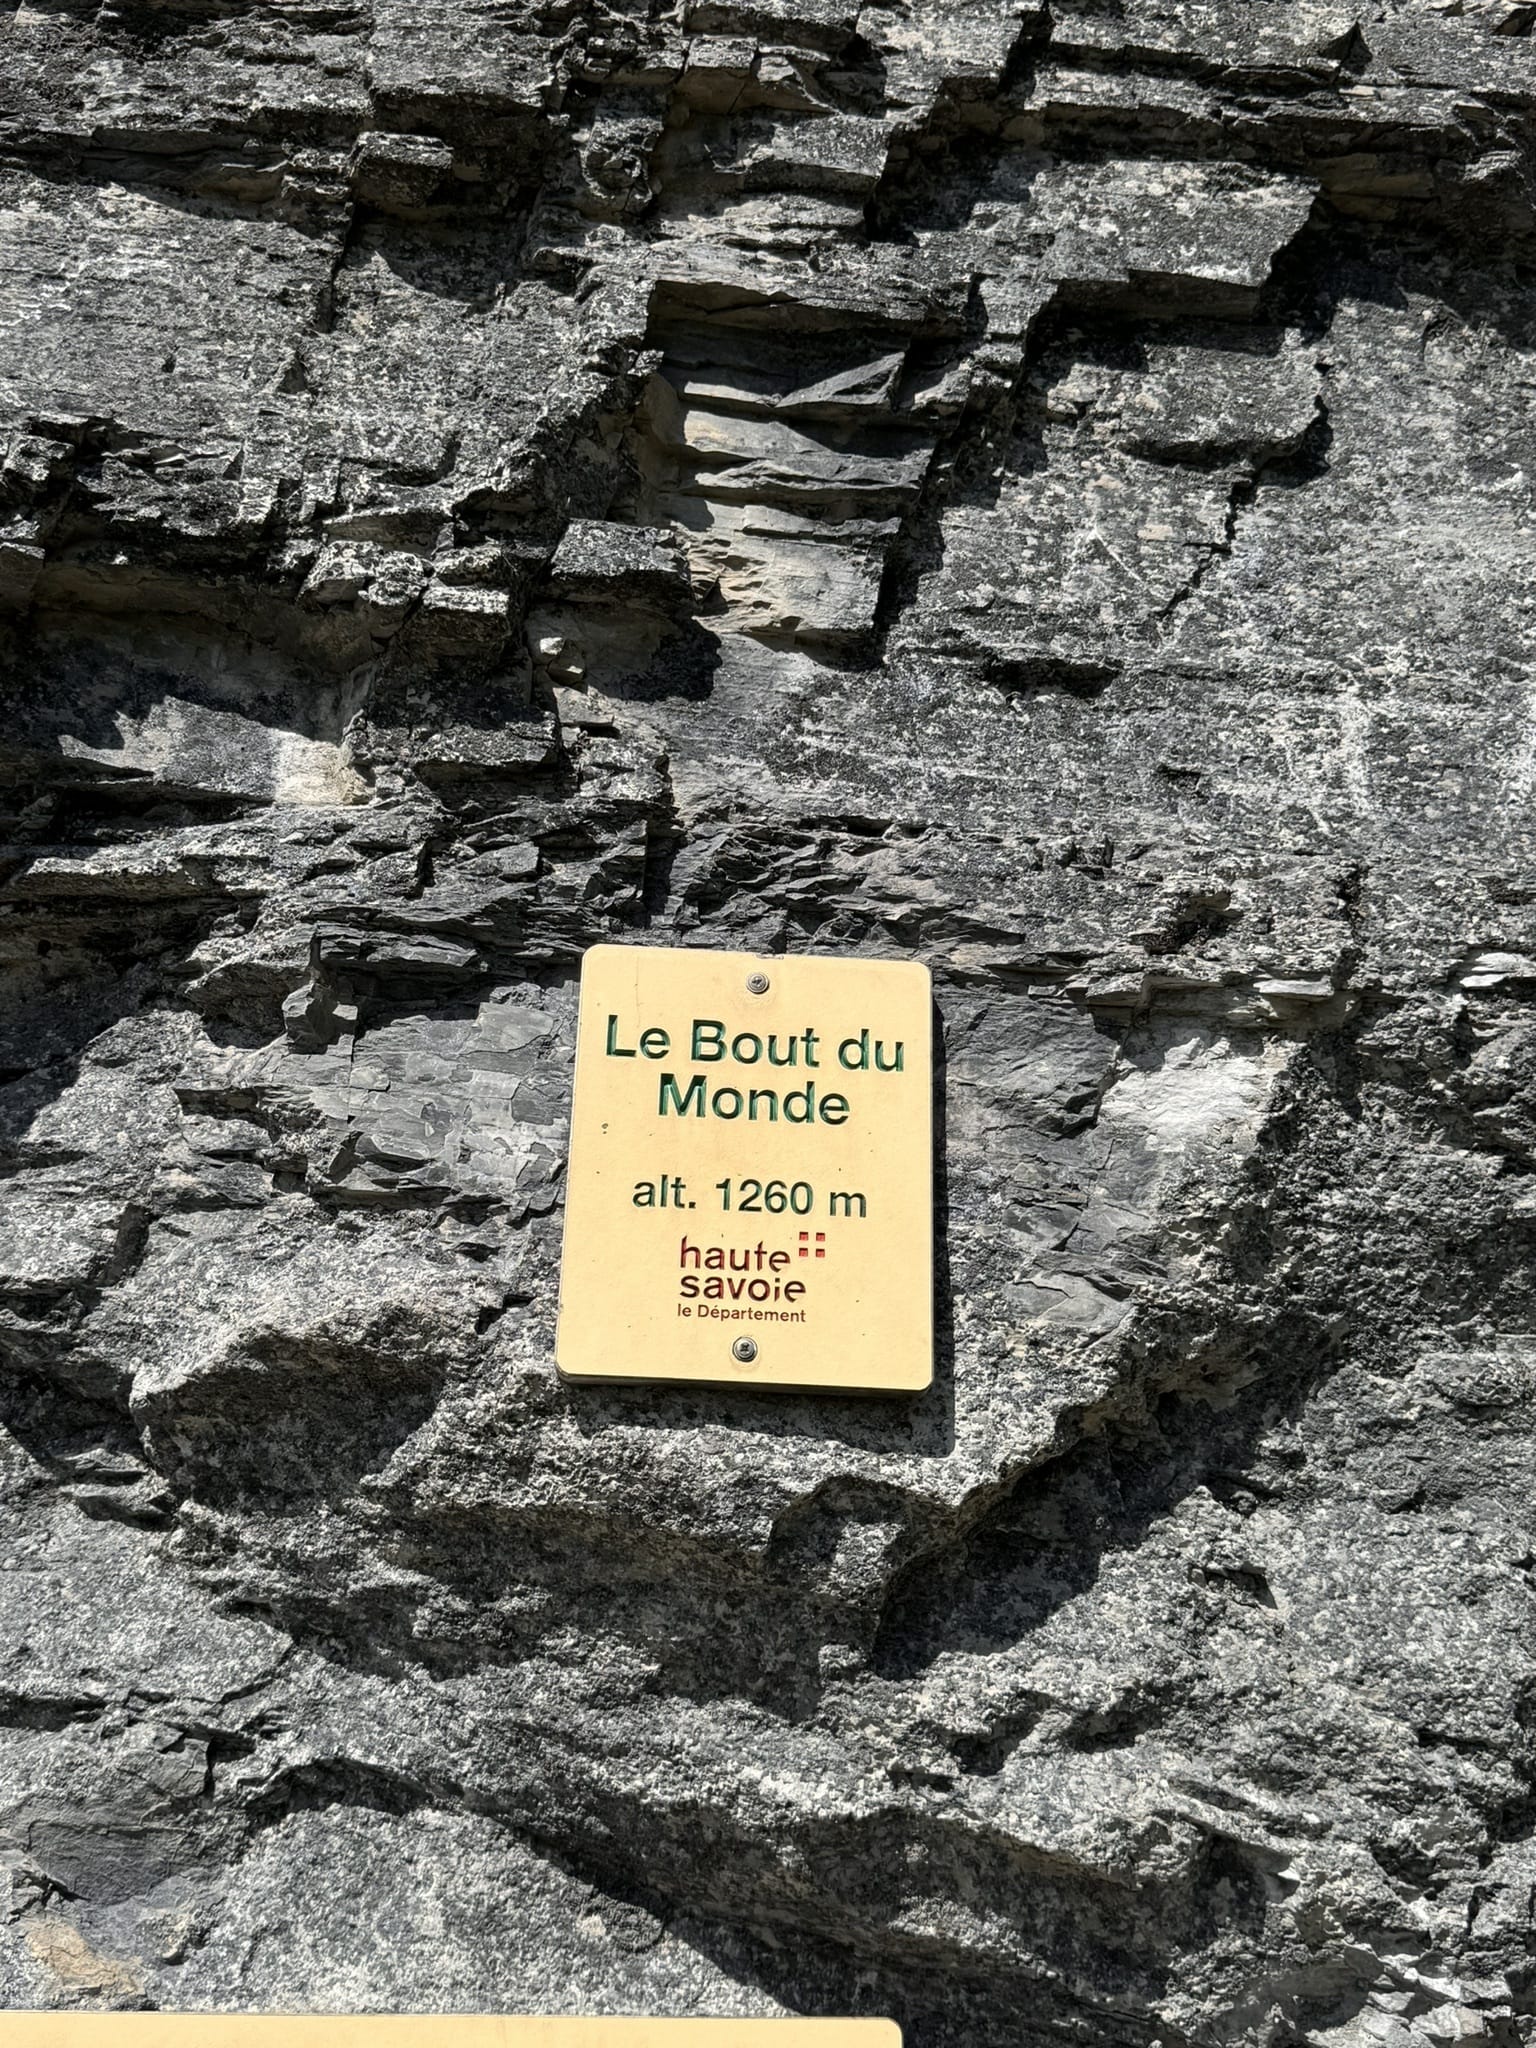 Le Bout du
Monde
alt. 1260 m
haute
savoie
le Département